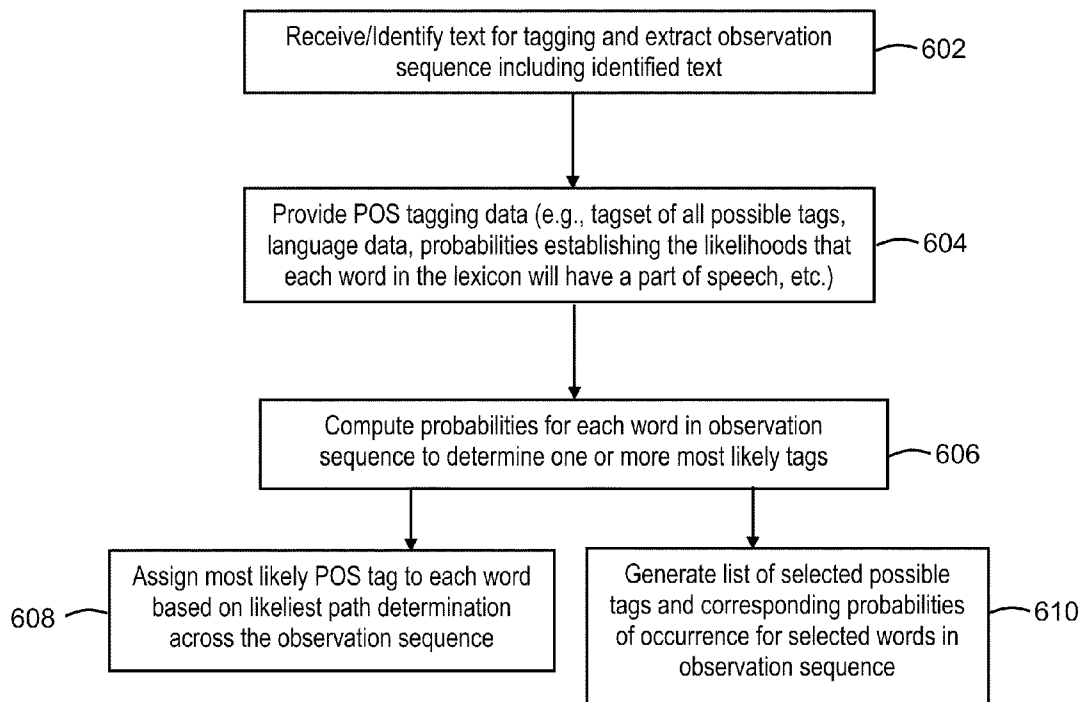 Receive/Identify text for tagging and extract observation
sequence including identified text
602
Provide POS tagging data (e.g., tagset of all possible tags,
language data, probabilities establishing the likelihoods that
each word in the lexicon will have a part of speech, etc.)
604
Compute probabilities for each word in observation
sequence to determine one or more most likely tags
606
Assign most likely POS tag to each word
based on likeliest path determination
across the observation sequence
608
Generate list of selected possible
tags and corresponding probabilities
of occurrence for selected words in
observation sequence
610